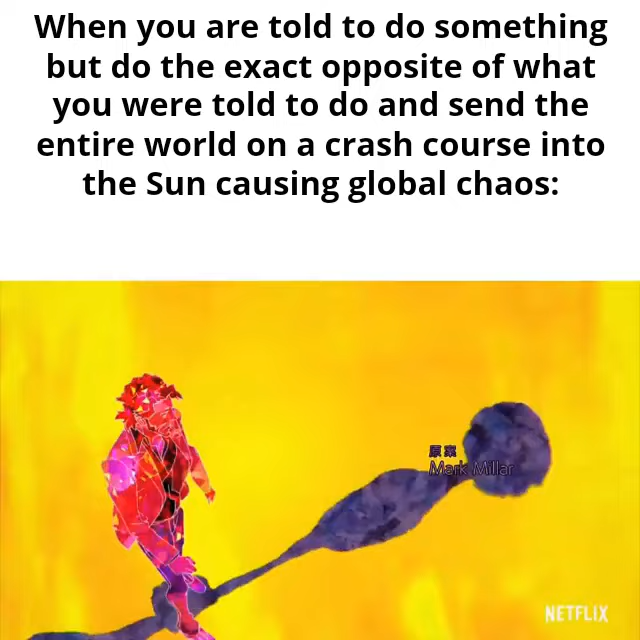 When you are told to do something
but do the exact opposite of what
you were told to do and send the
entire world on a crash course into
the Sun causing global chaos:
原案
Mark Millar
NETFLIX